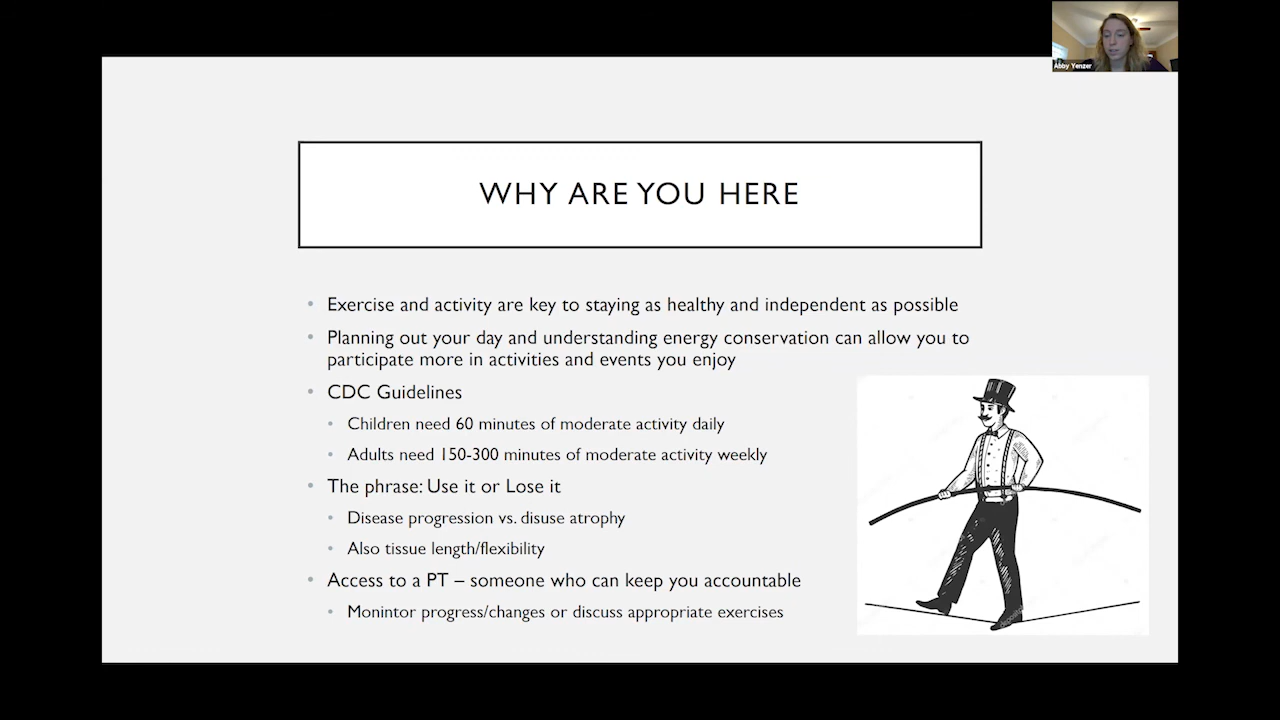 Abby Yenzer
WHY ARE YOU HERE
• Exercise and activity are key to staying as healthy and independent as possible
• Planning out your day and understanding energy conservation can allow you to
participate more in activities and events you enjoy
• CDC Guidelines
• Children need 60 minutes of moderate activity daily
• Adults need 150-300 minutes of moderate activity weekly
• The phrase: Use it or Lose it
• Disease progression vs. disuse atrophy
• Also tissue length/flexibility
• Access to a PT – someone who can keep you accountable
• Monintor progress/changes or discuss appropriate exercises